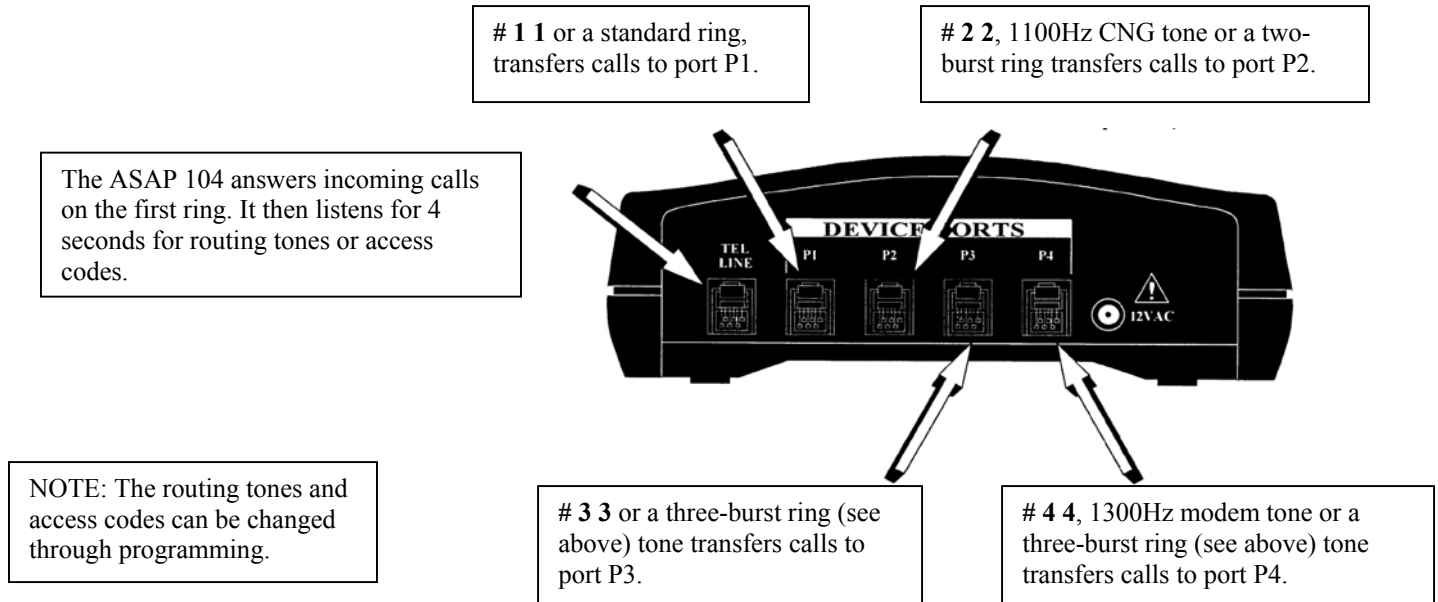 # 1 1 or a standard ring,
transfers calls to port P1.
# 2 2, 1100Hz CNG tone or a two-
burst ring transfers calls to port P2.
The ASAP 104 answers incoming calls
on the first ring. It then listens for 4
seconds for routing tones or access
codes.
DEVICE PORTS
TEL
LINE
P1
P2
P3
P4
12VAC
NOTE: The routing tones and
access codes can be changed
through programming.
# 3 3 or a three-burst ring (see
above) tone transfers calls to
port P3.
# 4 4, 1300Hz modem tone or a
three-burst ring (see above) tone
transfers calls to port P4.